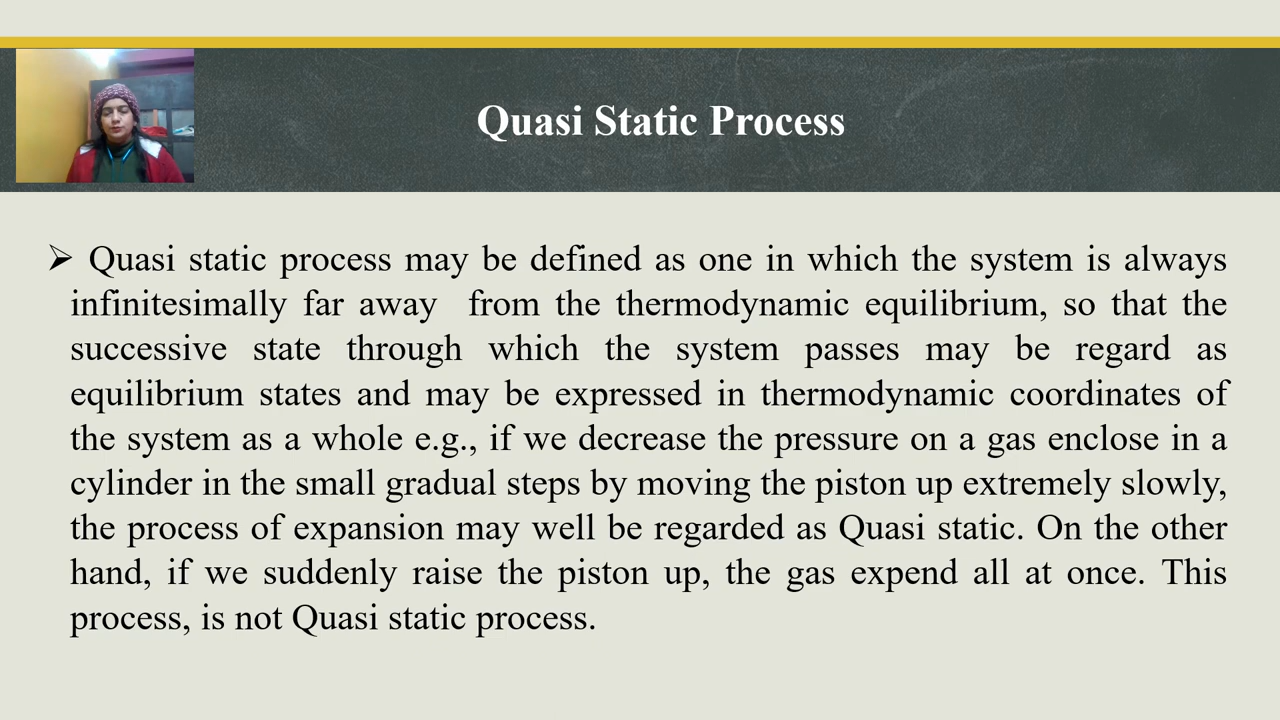 Quasi Static Process
➢ Quasi static process may be defined as one in which the system is always
infinitesimally far away from the thermodynamic equilibrium, so that the
successive state through which the system passes may be regard as
equilibrium states and may be expressed in thermodynamic coordinates of
the system as a whole e.g., if we decrease the pressure on a gas enclose in a
cylinder in the small gradual steps by moving the piston up extremely slowly,
the process of expansion may well be regarded as Quasi static. On the other
hand, if we suddenly raise the piston up, the gas expend all at once. This
process, is not Quasi static process.